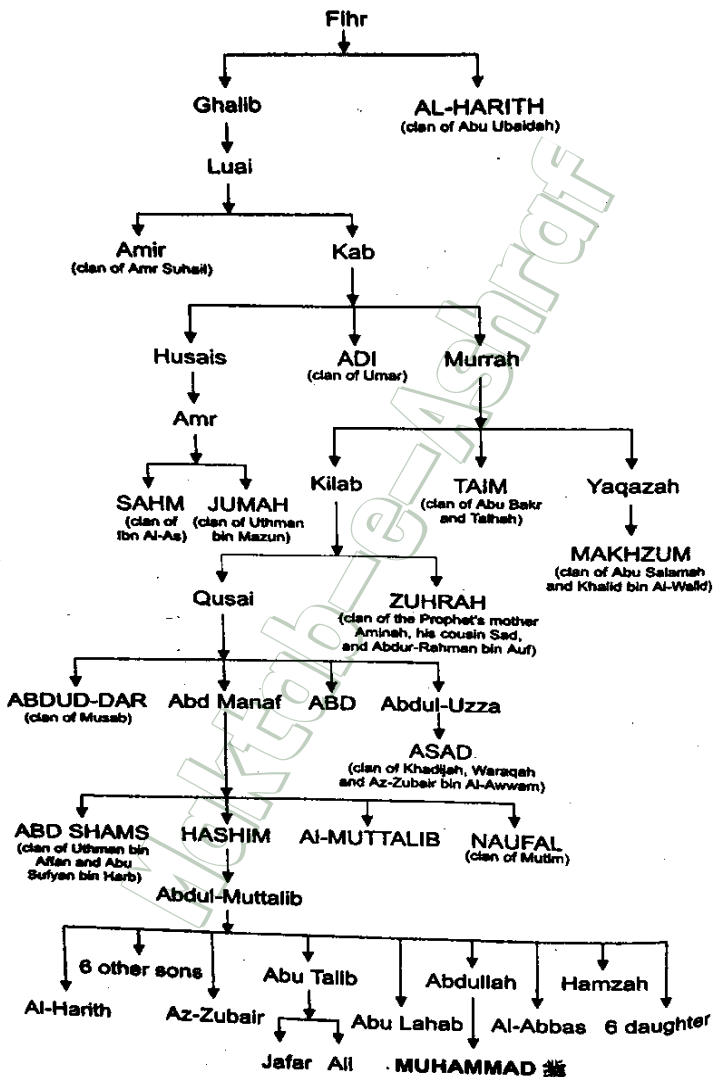 Fihr
Ghalib
AL-HARITH
(clan of Abu Ubaidah)
Luai
Amir
(clan of Amr Suhail)
Kab
Husais
ADI
(clan of Umar)
Murrah
Amr
SAHM
(clan of
Ibn Al-As)
JUMAH
(clan of Uthman
bin Mazun)
Kilab
TAIM
(clan of Abu Bakr
and Talhah)
Yaqazah
MAKHZUM
(clan of Abu Salamah
and Khalid bin Al-Walid)
Qusai
ZUHRAH
(clan of the Prophet's mother
Aminah, his cousin Sad,
and Abdur-Rahman bin Auf)
ABDUD-DAR
(clan of Musab)
Abd Manaf
ABD
Abdul-Uzza
ASAD
(clan of Khadijah, Waraqah
and Az-Zubair bin Al-Awwam)
ABD SHAMS
(clan of Uthman bin
Affan and Abu
Sufyan bin Harb)
HASHIM
Al-MUTTALIB
NAUFAL
(clan of Mutim)
Abdul-Muttalib
Al-Harith
6 other sons
Az-Zubair
Abu Talib
Abu Lahab
Abdullah
Al-Abbas
Hamzah
6 daughter
Jafar
Ali
MUHAMMAD ﷺ
Maktab-e-Ashraf